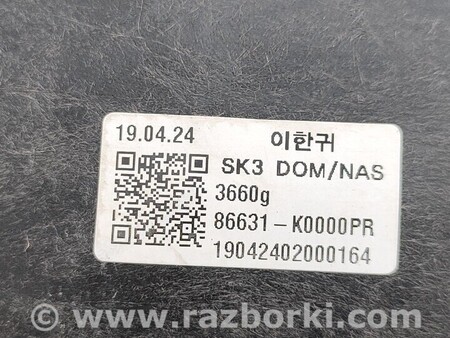 19.04.24 이한귀
SK3 DOM/NAS
3660g
86631-K0000PR
19042402000164
© www.razborki.com